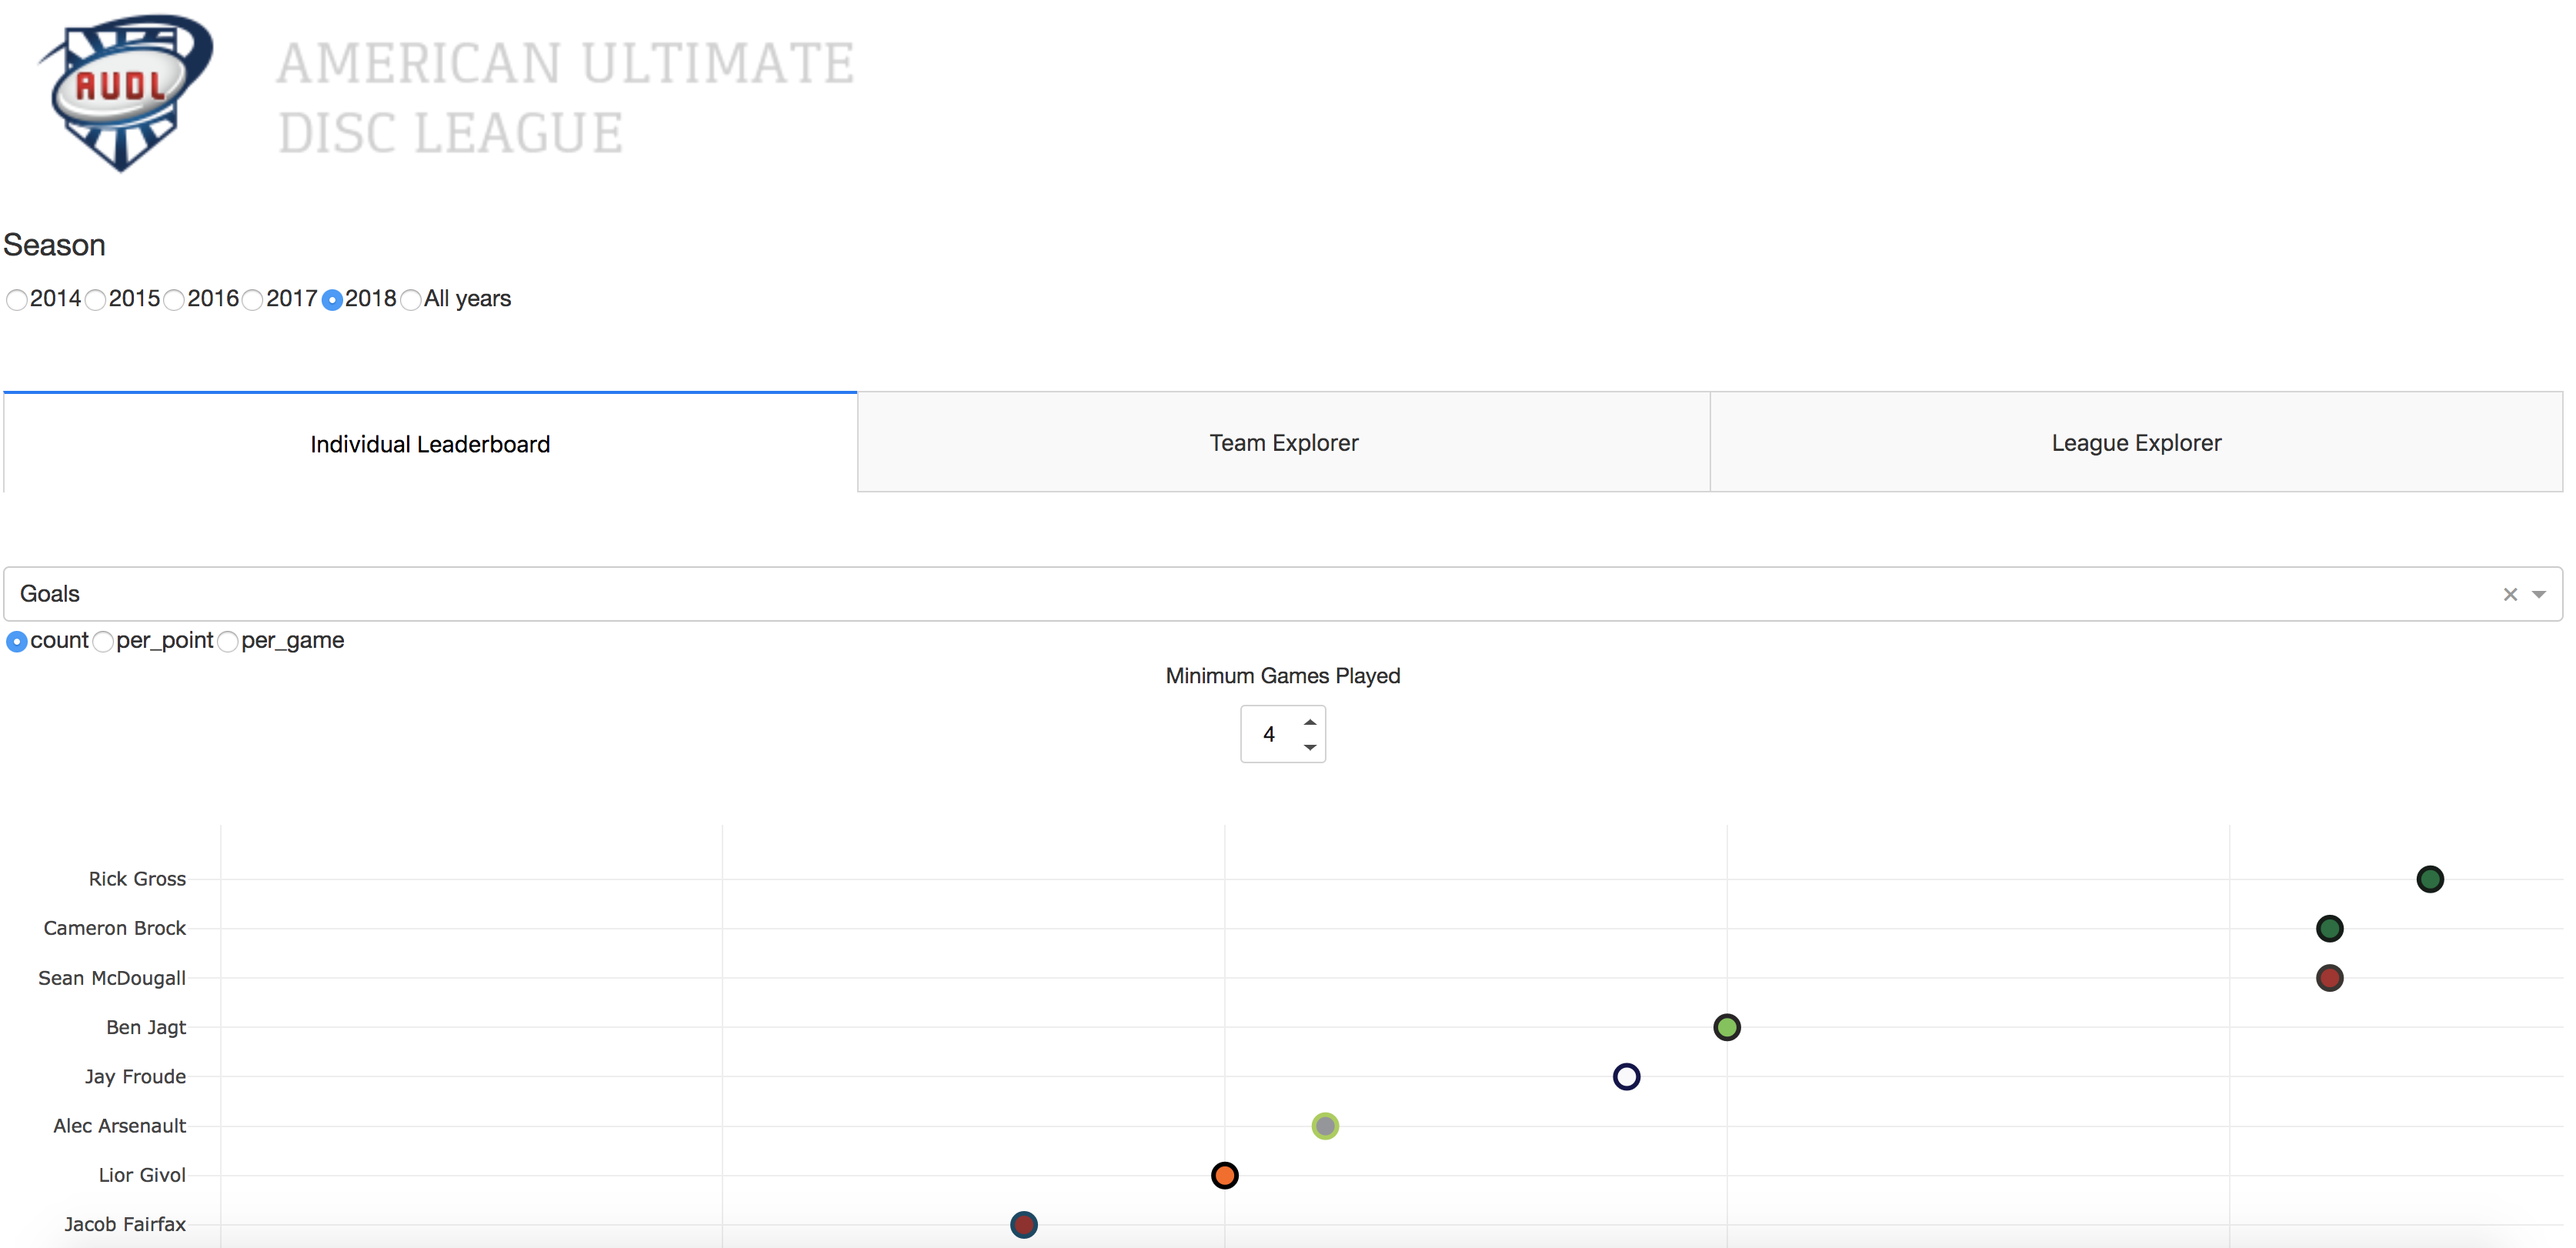 AUDL
AMERICAN ULTIMATE
DISC LEAGUE
Season
2014 2015 2016 2017 2018 All years
Individual Leaderboard Team Explorer League Explorer
Goals
count per_point per_game
Minimum Games Played
4
Rick Gross
Cameron Brock
Sean McDougall
Ben Jagt
Jay Froude
Alec Arsenault
Lior Givol
Jacob Fairfax